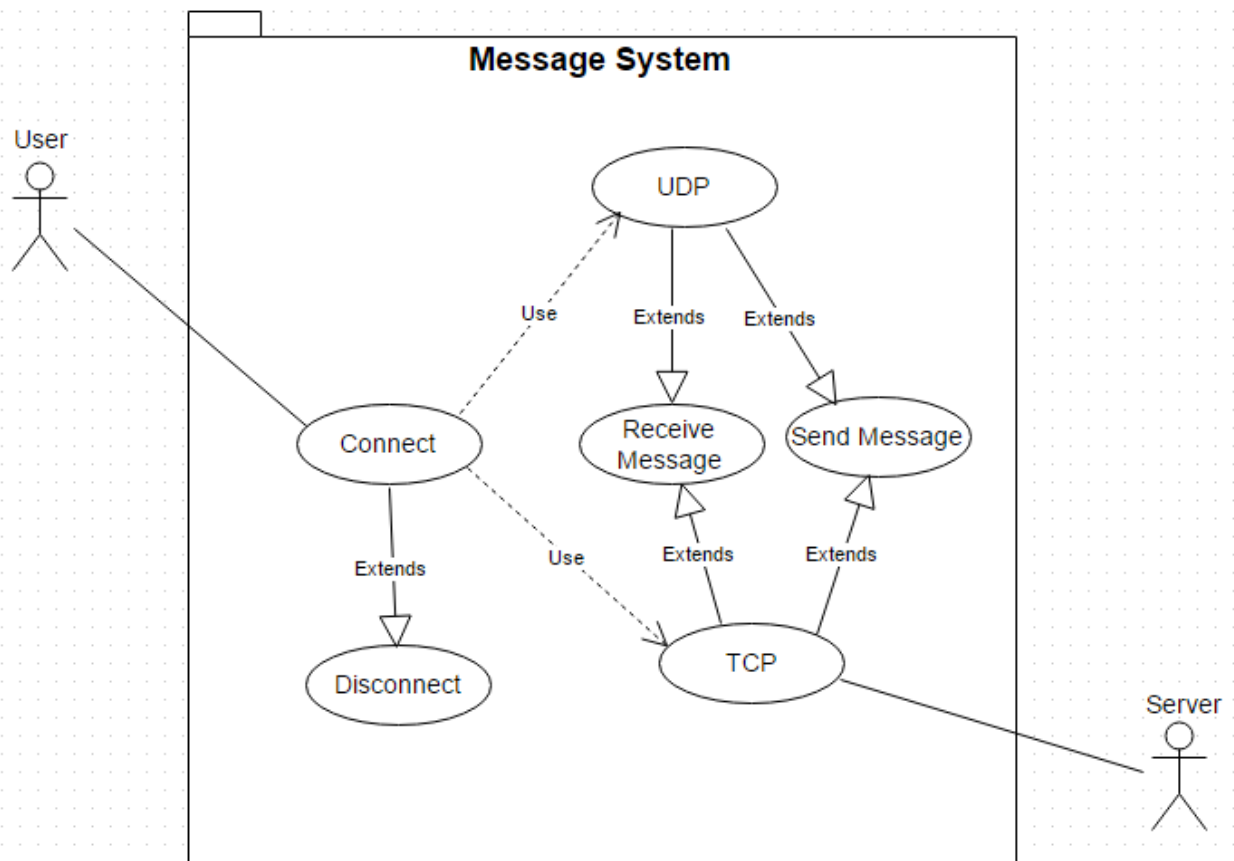 Message System
User
UDP
Use
Extends
Extends
Connect
Receive
Message
Send Message
Extends
Use
Extends
Extends
Disconnect
TCP
Server